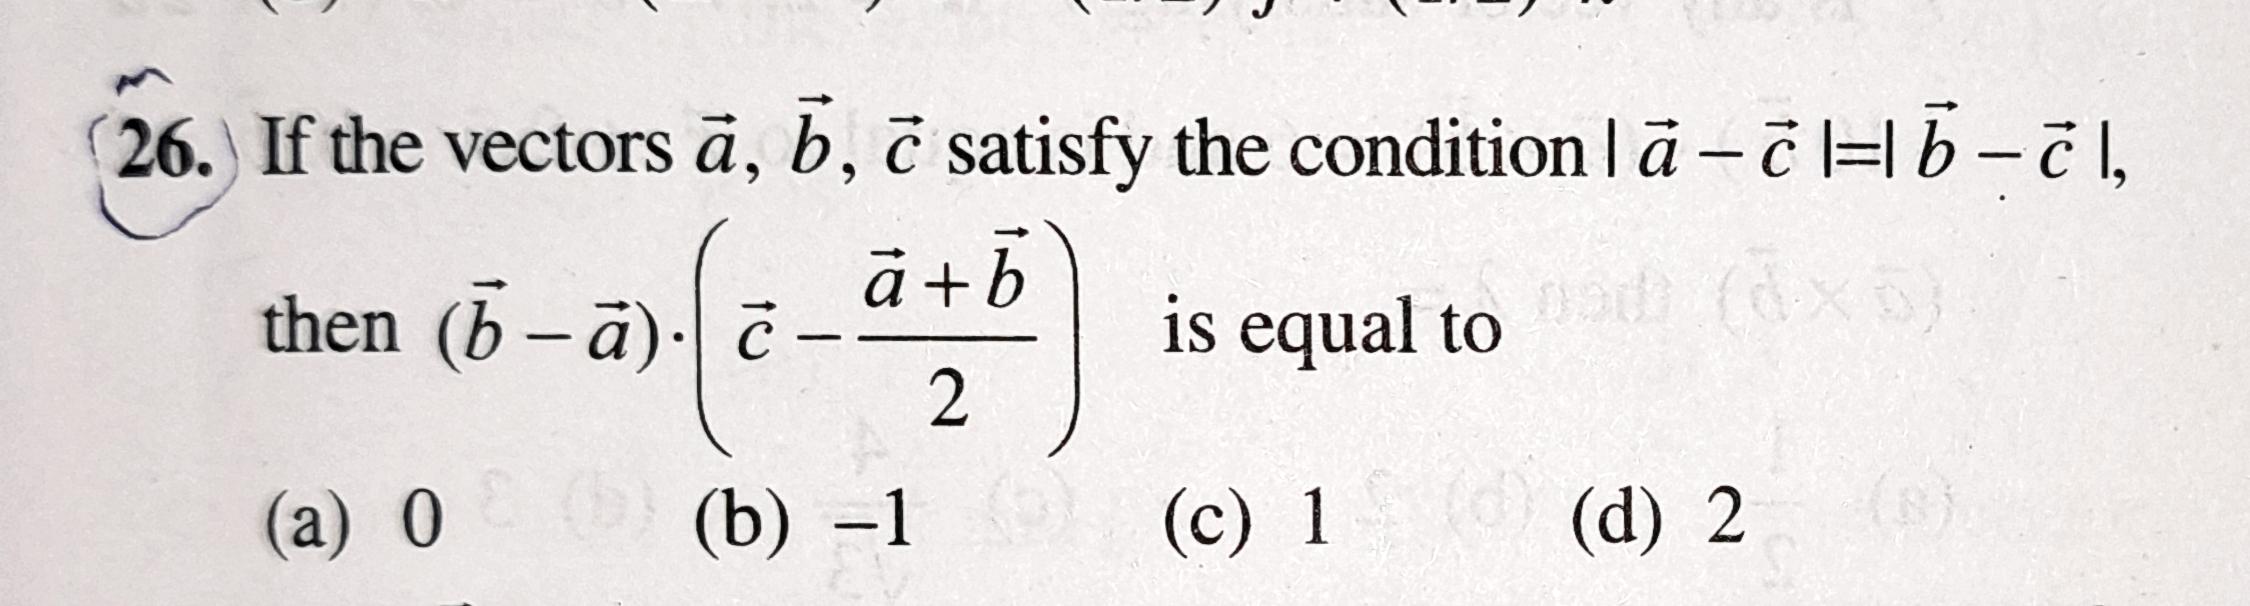 26. If the vectors $\vec{a}$, $\vec{b}$, $\vec{c}$ satisfy the condition $|\vec{a} - \vec{c}| = |\vec{b} - \vec{c}|$,
then $(\vec{b} - \vec{a}) \cdot \left( \vec{c} - \frac{\vec{a} + \vec{b}}{2} \right)$ is equal to
(a) 0 (b) –1 (c) 1 (d) 2